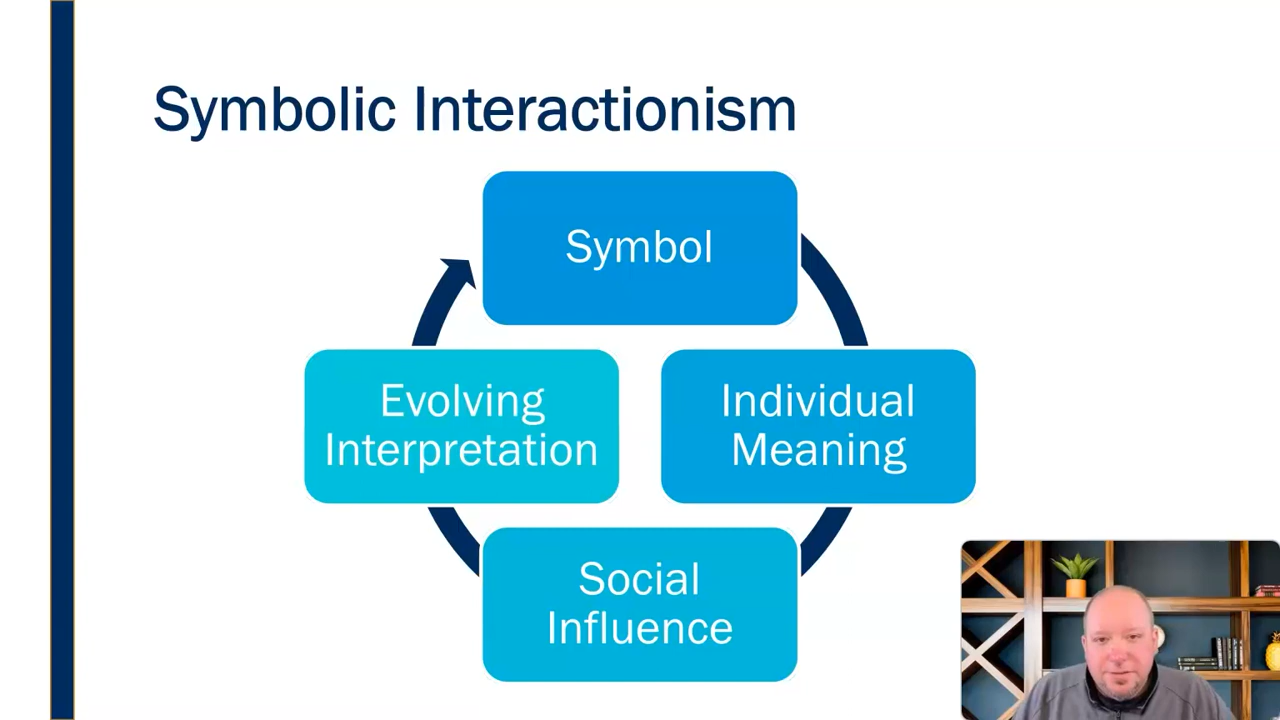 Symbolic Interactionism
Symbol
Individual
Meaning
Social
Influence
Evolving
Interpretation